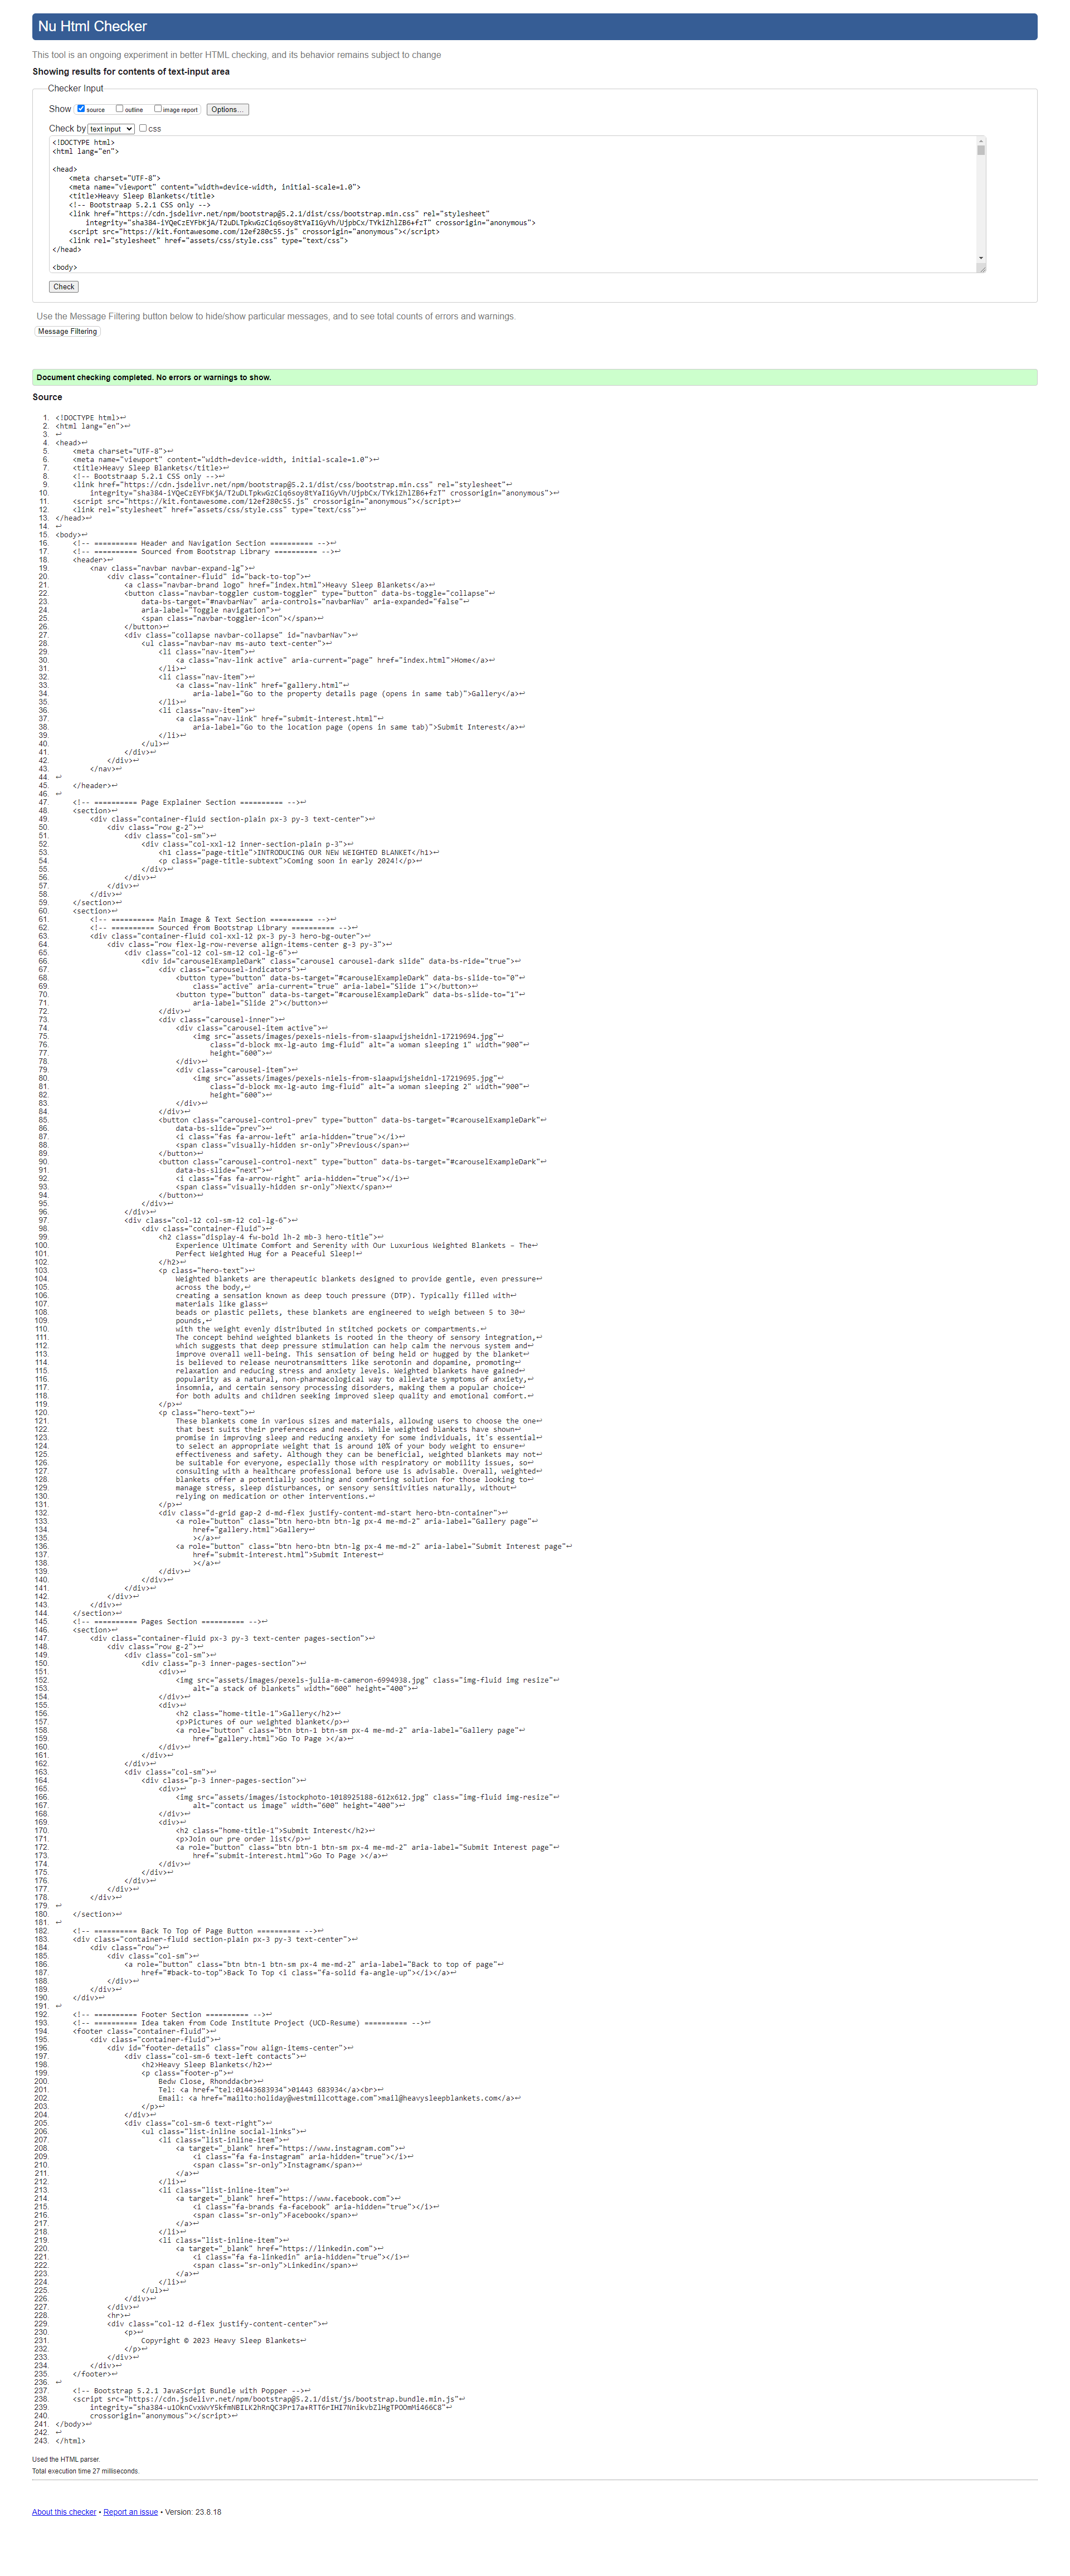 Nu Html Checker
This tool is an ongoing experiment in better HTML checking, and its behavior remains subject to change
Showing results for contents of text-input area
Checker Input
Show source outline image report Options...
Check by text input css
<!DOCTYPE html>
<html lang="en">
<head>
<meta charset="UTF-8">
<meta name="viewport" content="width=device-width, initial-scale=1.0">
<title>Heavy Sleep Blankets</title>
<!-- Bootstraap 5.2.1 CSS only -->
<link href="https://cdn.jsdelivr.net/npm/bootstrap@5.2.1/dist/css/bootstrap.min.css" rel="stylesheet"
crossorigin="anonymous">
<script src="https://kit.fontawesome.com/12ef280c55.js" crossorigin="anonymous"></script>
<link rel="stylesheet" href="assets/css/style.css" type="text/css">
</head>
<body>
Check
Use the Message Filtering button below to hide/show particular messages, and to see total counts of errors and warnings.
Message Filtering
Document checking completed. No errors or warnings to show.
Source
1. <!DOCTYPE html>↩
2. <html lang="en">↩
3. ↩
4. <head>↩
5. <meta charset="UTF-8">↩
6. <meta name="viewport" content="width=device-width, initial-scale=1.0">↩
7. <title>Heavy Sleep Blankets</title>↩
8. <!-- Bootstraap 5.2.1 CSS only -->↩
9. <link href="https://cdn.jsdelivr.net/npm/bootstrap@5.2.1/dist/css/bootstrap.min.css" rel="stylesheet"↩
10. crossorigin="anonymous">↩
11. <script src="https://kit.fontawesome.com/12ef280c55.js" crossorigin="anonymous"></script>↩
12. <link rel="stylesheet" href="assets/css/style.css" type="text/css">↩
13. </head>↩
14. ↩
15. <body>↩
16. <!-- ========== Header and Navigation Section ========== -->↩
17. <!-- ========== Sourced from Bootstrap Library ========== -->↩
18. <header>↩
19. <nav class="navbar navbar-expand-lg">↩
20. <div class="container-fluid" id="back-to-top">↩
21. <a class="navbar-brand logo" href="index.html">Heavy Sleep Blankets</a>↩
22. <button class="navbar-toggler custom-toggler" type="button" data-bs-toggle="collapse"↩
23. data-bs-target="#navbarNav" aria-controls="navbarNav" aria-expanded="false"↩
24. aria-label="Toggle navigation">↩
25. <span class="navbar-toggler-icon"></span>↩
26. </button>↩
27. <div class="collapse navbar-collapse" id="navbarNav">↩
28. <ul class="navbar-nav ms-auto text-center">↩
29. <li class="nav-item">↩
30. <a class="nav-link active" aria-current="page" href="index.html">Home</a>↩
31. </li>↩
32. <li class="nav-item">↩
33. <a class="nav-link" href="gallery.html"↩
34. aria-label="Go to the property details page (opens in same tab)">Gallery</a>↩
35. </li>↩
36. <li class="nav-item">↩
37. <a class="nav-link" href="submit-interest.html"↩
38. aria-label="Go to the location page (opens in same tab)">Submit Interest</a>↩
39. </li>↩
40. </ul>↩
41. </div>↩
42. </div>↩
43. </nav>↩
44. ↩
45. </header>↩
46. ↩
47. <!-- ========== Page Explainer Section ========== -->↩
48. <section>↩
49. <div class="container-fluid section-plain px-3 py-3 text-center">↩
50. <div class="row g-2">↩
51. <div class="col-sm">↩
52. <div class="col-xxl-12 inner-section-plain p-3">↩
53. <h1 class="page-title">INTRODUCING OUR NEW WEIGHTED BLANKET</h1>↩
54. <p class="page-title-subtext">Coming soon in early 2024!</p>↩
55. </div>↩
56. </div>↩
57. </div>↩
58. </div>↩
59. </section>↩
60. <section>↩
61. <!-- ========== Main Image & Text Section ========== -->↩
62. <!-- ========== Sourced from Bootstrap Library ========== -->↩
63. <div class="container-fluid col-xxl-12 px-3 py-3 hero-bg-outer">↩
64. <div class="row flex-lg-row-reverse align-items-center g-3 py-3">↩
65. <div class="col-12 col-sm-12 col-lg-6">↩
66. <div id="carouselExampleDark" class="carousel carousel-dark slide" data-bs-ride="true">↩
67. <div class="carousel-indicators">↩
68. <button type="button" data-bs-target="#carouselExampleDark" data-bs-slide-to="0"↩
69. class="active" aria-current="true" aria-label="Slide 1"></button>↩
70. <button type="button" data-bs-target="#carouselExampleDark" data-bs-slide-to="1"↩
71. aria-label="Slide 2"></button>↩
72. </div>↩
73. <div class="carousel-inner">↩
74. <div class="carousel-item active">↩
75. <img src="assets/images/pexels-niels-from-slaapwijsheidnl-17219694.jpg"↩
76. class="d-block mx-lg-auto img-fluid" alt="a woman sleeping 1" width="900"↩
77. height="600">↩
78. </div>↩
79. <div class="carousel-item">↩
80. <img src="assets/images/pexels-niels-from-slaapwijsheidnl-17219695.jpg"↩
81. class="d-block mx-lg-auto img-fluid" alt="a woman sleeping 2" width="900"↩
82. height="600">↩
83. </div>↩
84. </div>↩
85. <button class="carousel-control-prev" type="button" data-bs-target="#carouselExampleDark"↩
86. data-bs-slide="prev">↩
87. <i class="fas fa-arrow-left" aria-hidden="true"></i>↩
88. <span class="visually-hidden sr-only">Previous</span>↩
89. </button>↩
90. <button class="carousel-control-next" type="button" data-bs-target="#carouselExampleDark"↩
91. data-bs-slide="next">↩
92. <i class="fas fa-arrow-right" aria-hidden="true"></i>↩
93. <span class="visually-hidden sr-only">Next</span>↩
94. </button>↩
95. </div>↩
96. </div>↩
97. <div class="col-12 col-sm-12 col-lg-6">↩
98. <div class="container-fluid">↩
99. <h2 class="display-4 fw-bold lh-2 mb-3 hero-title">↩
100. Experience Ultimate Comfort and Serenity with Our Luxurious Weighted Blankets – The↩
101. Perfect Weighted Hug for a Peaceful Sleep!↩
102. </h2>↩
103. <p class="hero-text">↩
104. Weighted blankets are therapeutic blankets designed to provide gentle, even pressure↩
105. across the body,↩
106. creating a sensation known as deep touch pressure (DTP). Typically filled with↩
107. materials like glass↩
108. beads or plastic pellets, these blankets are engineered to weigh between 5 to 30↩
109. pounds,↩
110. with the weight evenly distributed in stitched pockets or compartments.↩
111. The concept behind weighted blankets is rooted in the theory of sensory integration,↩
112. which suggests that deep pressure stimulation can help calm the nervous system and↩
113. improve overall well-being. This sensation of being held or hugged by the blanket↩
114. is believed to release neurotransmitters like serotonin and dopamine, promoting↩
115. relaxation and reducing stress and anxiety levels. Weighted blankets have gained↩
116. popularity as a natural, non-pharmacological way to alleviate symptoms of anxiety,↩
117. insomnia, and certain sensory processing disorders, making them a popular choice↩
118. for both adults and children seeking improved sleep quality and emotional comfort.↩
119. </p>↩
120. <p class="hero-text">↩
121. These blankets come in various sizes and materials, allowing users to choose the one↩
122. that best suits their preferences and needs. While weighted blankets have shown↩
123. promise in improving sleep and reducing anxiety for some individuals, it's essential↩
124. to select an appropriate weight that is around 10% of your body weight to ensure↩
125. effectiveness and safety. Although they can be beneficial, weighted blankets may not↩
126. be suitable for everyone, especially those with respiratory or mobility issues, so↩
127. consulting with a healthcare professional before use is advisable. Overall, weighted↩
128. blankets offer a potentially soothing and comforting solution for those looking to↩
129. manage stress, sleep disturbances, or sensory sensitivities naturally, without↩
130. relying on medication or other interventions.↩
131. </p>↩
132. <div class="d-grid gap-2 d-md-flex justify-content-md-start hero-btn-container">↩
133. <a role="button" class="btn hero-btn btn-lg px-4 me-md-2" aria-label="Gallery page"↩
134. href="gallery.html">Gallery↩
135. ></a>↩
136. <a role="button" class="btn hero-btn btn-lg px-4 me-md-2" aria-label="Submit Interest page"↩
137. href="submit-interest.html">Submit Interest↩
138. ></a>↩
139. </div>↩
140. </div>↩
141. </div>↩
142. </div>↩
143. </div>↩
144. </section>↩
145. <!-- ========== Pages Section ========== -->↩
146. <section>↩
147. <div class="container-fluid px-3 py-3 text-center pages-section">↩
148. <div class="row g-2">↩
149. <div class="col-sm">↩
150. <div class="p-3 inner-pages-section">↩
151. <div>↩
152. <img src="assets/images/pexels-julia-m-cameron-6994938.jpg" class="img-fluid img resize"↩
153. alt="a stack of blankets" width="600" height="400">↩
154. </div>↩
155. <div>↩
156. <h2 class="home-title-1">Gallery</h2>↩
157. <p>Pictures of our weighted blanket</p>↩
158. <a role="button" class="btn btn-1 btn-sm px-4 me-md-2" aria-label="Gallery page"↩
159. href="gallery.html">Go To Page ></a>↩
160. </div>↩
161. </div>↩
162. </div>↩
163. <div class="col-sm">↩
164. <div class="p-3 inner-pages-section">↩
165. <div>↩
166. <img src="assets/images/istockphoto-1018925188-612x612.jpg" class="img-fluid img-resize"↩
167. alt="contact us image" width="600" height="400">↩
168. </div>↩
169. <div>↩
170. <h2 class="home-title-1">Submit Interest</h2>↩
171. <p>Join our pre order list</p>↩
172. <a role="button" class="btn btn-1 btn-sm px-4 me-md-2" aria-label="Submit Interest page"↩
173. href="submit-interest.html">Go To Page ></a>↩
174. </div>↩
175. </div>↩
176. </div>↩
177. </div>↩
178. </div>↩
179. ↩
180. </section>↩
181. ↩
182. <!-- ========== Back To Top of Page Button ========== -->↩
183. <div class="container-fluid section-plain px-3 py-3 text-center">↩
184. <div class="row">↩
185. <div class="col-sm">↩
186. <a role="button" class="btn btn-1 btn-sm px-4 me-md-2" aria-label="Back to top of page"↩
187. href="#back-to-top">Back To Top <i class="fa-solid fa-angle-up"></i></a>↩
188. </div>↩
189. </div>↩
190. </div>↩
191. ↩
192. <!-- ========== Footer Section ========== -->↩
193. <!-- ========== Idea taken from Code Institute Project (UCD-Resume) ========== -->↩
194. <footer class="container-fluid">↩
195. <div class="container-fluid">↩
196. <div id="footer-details" class="row align-items-center">↩
197. <div class="col-sm-6 text-left contacts">↩
198. <h2>Heavy Sleep Blankets</h2>↩
199. <p class="footer-p">↩
200. Bedw Close, Rhondda<br>↩
201. Tel: <a href="tel:01443683934">01443 683934</a><br>↩
202. Email: <a href="mailto:holiday@westmillcottage.com">mail@heavysleepblankets.com</a>↩
203. </p>↩
204. </div>↩
205. <div class="col-sm-6 text-right">↩
206. <ul class="list-inline social-links">↩
207. <li class="list-inline-item">↩
208. <a target="_blank" href="https://www.instagram.com">↩
209. <i class="fa fa-instagram" aria-hidden="true"></i>↩
210. <span class="sr-only">Instagram</span>↩
211. </a>↩
212. </li>↩
213. <li class="list-inline-item">↩
214. <a target="_blank" href="https://www.facebook.com">↩
215. <i class="fa-brands fa-facebook" aria-hidden="true"></i>↩
216. <span class="sr-only">Facebook</span>↩
217. </a>↩
218. </li>↩
219. <li class="list-inline-item">↩
220. <a target="_blank" href="https://linkedin.com">↩
221. <i class="fa fa-linkedin" aria-hidden="true"></i>↩
222. <span class="sr-only">Linkedin</span>↩
223. </a>↩
224. </li>↩
225. </ul>↩
226. </div>↩
227. </div>↩
228. <hr>↩
229. <div class="col-12 d-flex justify-content-center">↩
230. <p>↩
231. Copyright © 2023 Heavy Sleep Blankets↩
232. </p>↩
233. </div>↩
234. </div>↩
235. </footer>↩
236. ↩
237. <!-- Bootstrap 5.2.1 JavaScript Bundle with Popper -->↩
238. <script src="https://cdn.jsdelivr.net/npm/bootstrap@5.2.1/dist/js/bootstrap.bundle.min.js"↩
239.
240. crossorigin="anonymous"></script>↩
241. </body>↩
242. ↩
243. </html>
Used the HTML parser.
Total execution time 27 milliseconds.
About this checker • Report an issue • Version: 23.8.18